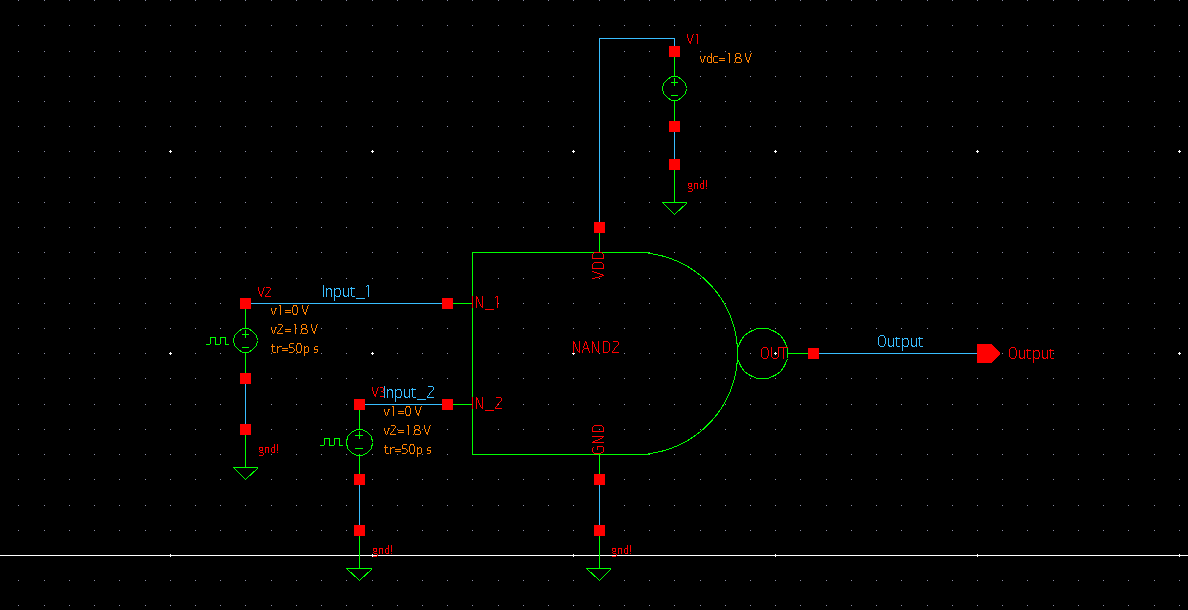 V1
vdc=1.8 V
gnd!
VDD
V2
Input_1
v1=0 V
v2=1.8 V
tr=50p s
IN_1
NAND2
OUT
Output
Output
V3
Input_2
IN_2
v1=0 V
v2=1.8 V
tr=50p s
GND
gnd!
gnd!
gnd!